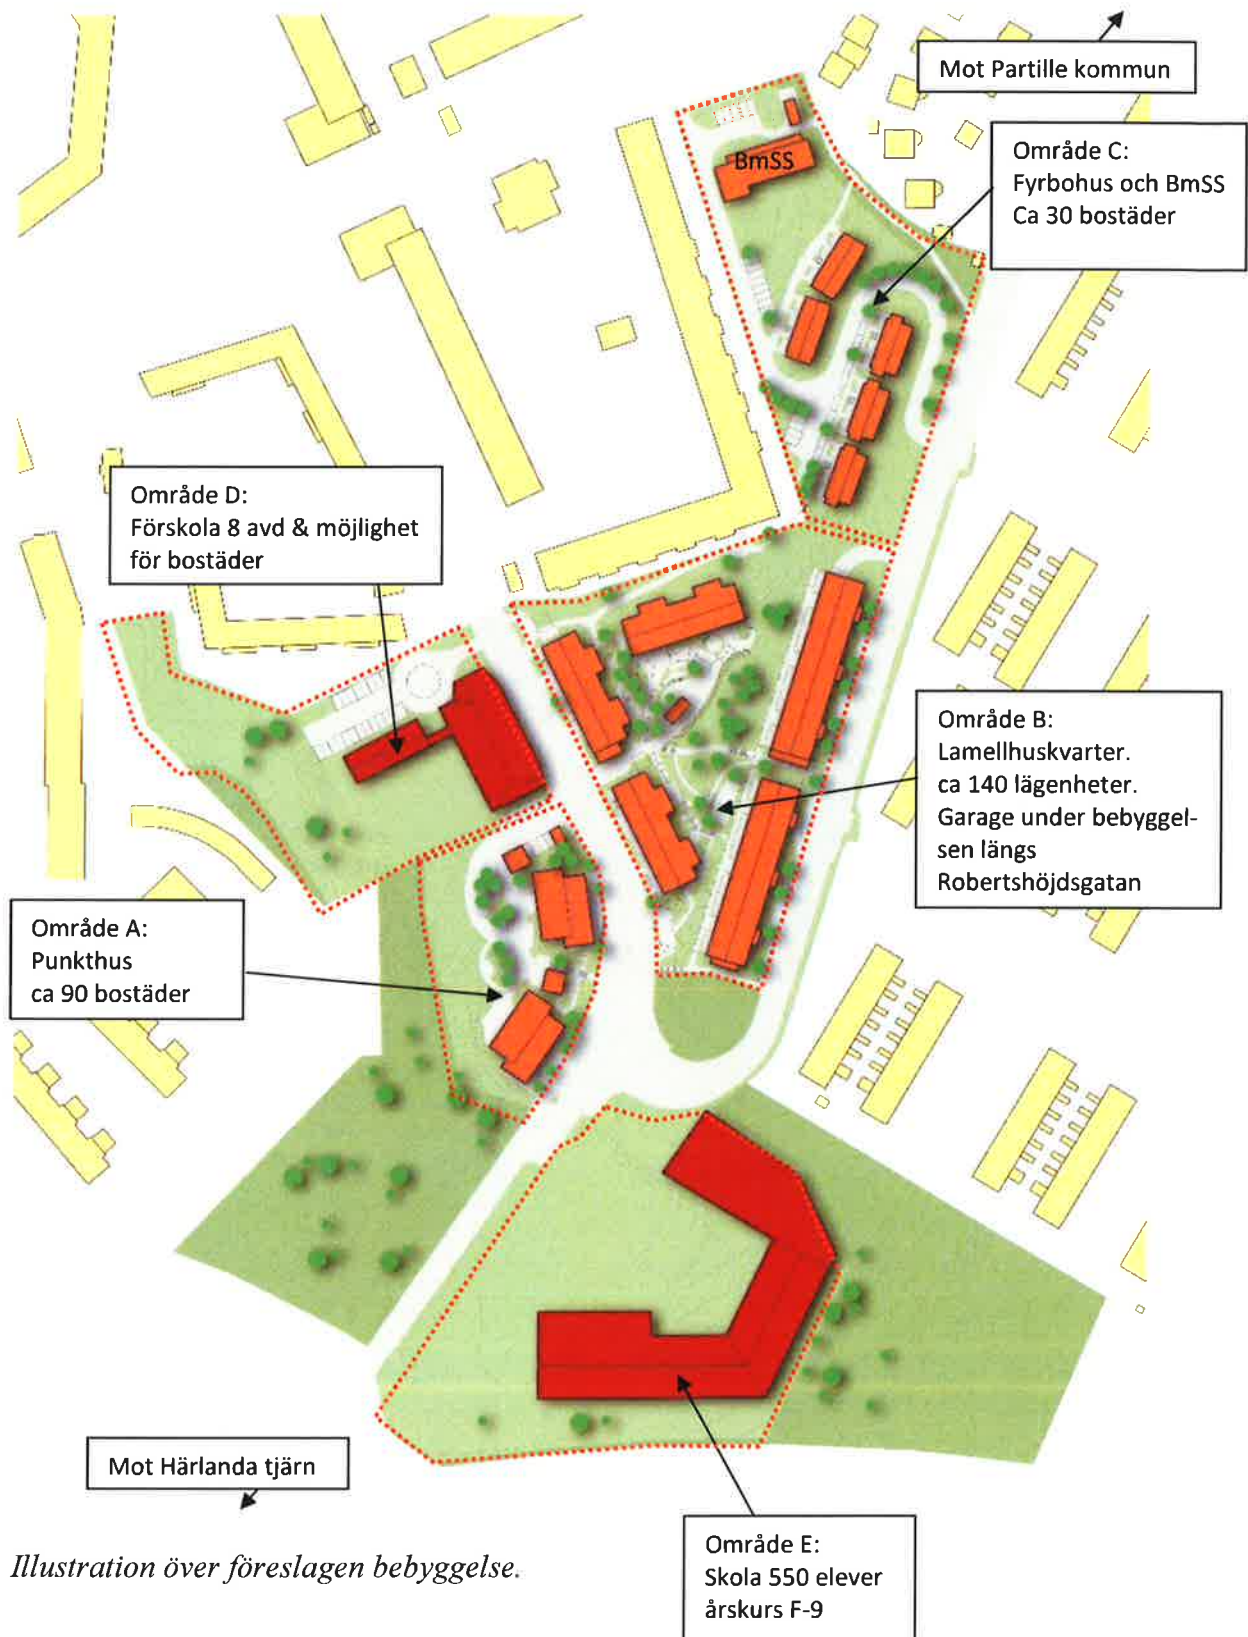 Mot Partille kommun
BmSS
Område C:
Fyrbohus och BmSS
Ca 30 bostäder
Område D:
Förskola 8 avd & möjlighet
för bostäder
Område B:
Lamellhuskvarter.
ca 140 lägenheter.
Garage under bebyggel-
sen längs
Robertshöjdsgatan
Område A:
Punkthus
ca 90 bostäder
Mot Härlanda tjärn
Område E:
Skola 550 elever
årskurs F-9
Illustration över föreslagen bebyggelse.